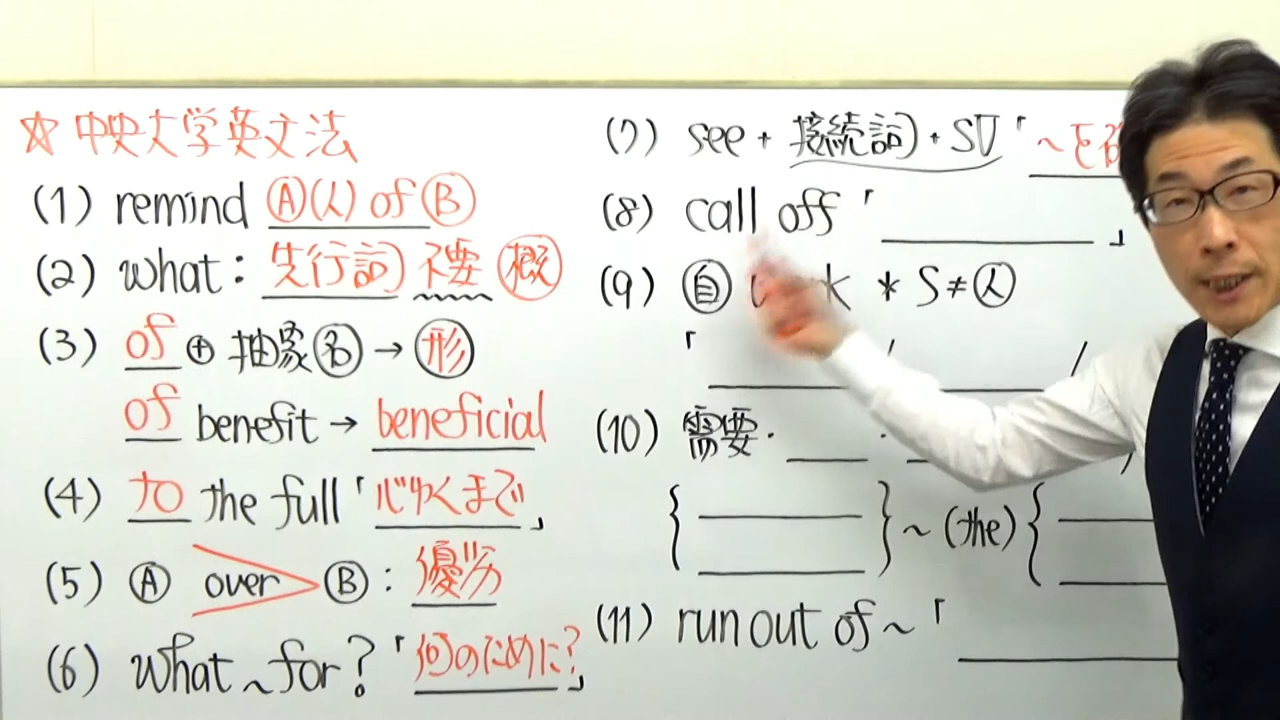 ☆中央大学英文法
(1) remind Ⓐ(人) of Ⓑ
(2) what: 先行詞 不要 概
(3) of ⊕ 抽象名 → 形
of benefit → beneficial
(4) to the full 「心ゆくまで」
(5) Ⓐ over Ⓑ : 優劣
(6) What ~ for? 「何のために?」
(7) see + 接続詞 + SV 「~を
(8) call off 「 」
(9) 自 * S≠人
「 / /
(10) 需要・
{ } ~ (the) {
(11) run out of ~ 「